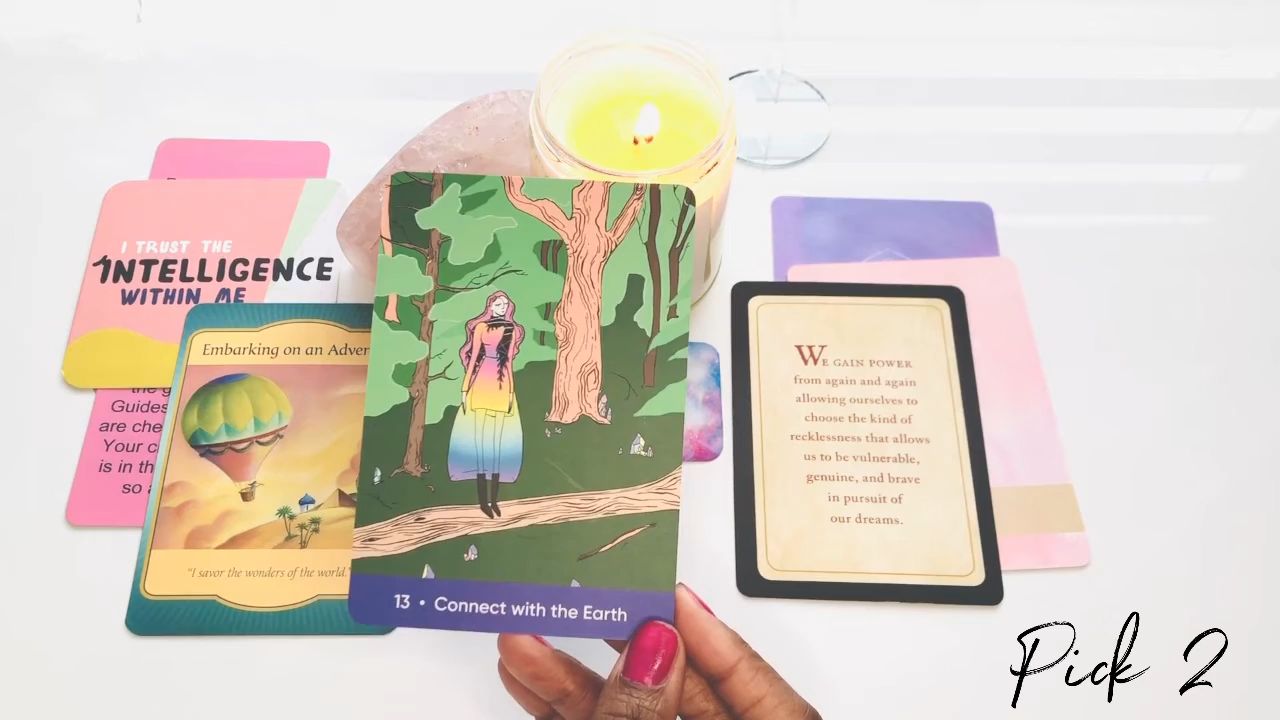 I TRUST THE
INTELLIGENCE
WITHIN ME
the g
Guides
are che
Your c
is in th
so a
Embarking on an Adver
"I savor the wonders of the world."
13 • Connect with the Earth
WE GAIN POWER
from again and again
allowing ourselves to
choose the kind of
recklessness that allows
us to be vulnerable,
genuine, and brave
in pursuit of
our dreams.
Pick 2